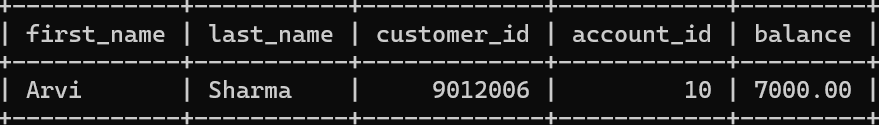 first_name | last_name | customer_id | account_id | balance
Arvi | Sharma | 9012006 | 10 | 7000.00